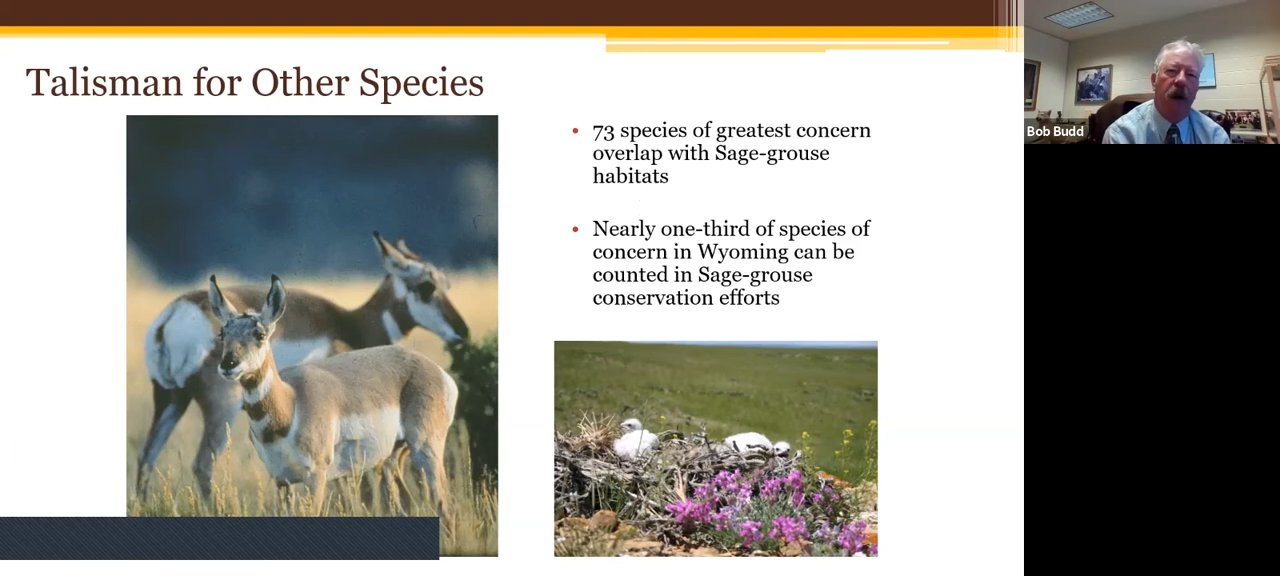 Talisman for Other Species
• 73 species of greatest concern
overlap with Sage-grouse
habitats
• Nearly one-third of species of
concern in Wyoming can be
counted in Sage-grouse
conservation efforts
Bob Budd